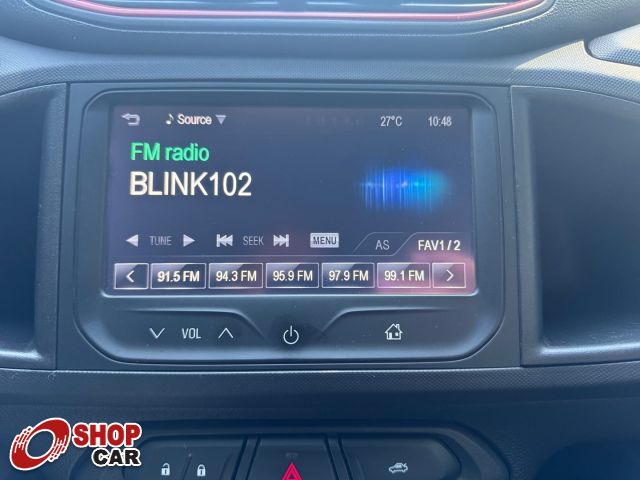 Source 27°C 10:48
FM radio
BLINK102
TUNE SEEK MENU AS FAV1 / 2
91.5 FM 94.3 FM 95.9 FM 97.9 FM 99.1 FM
VOL
SHOP
CAR